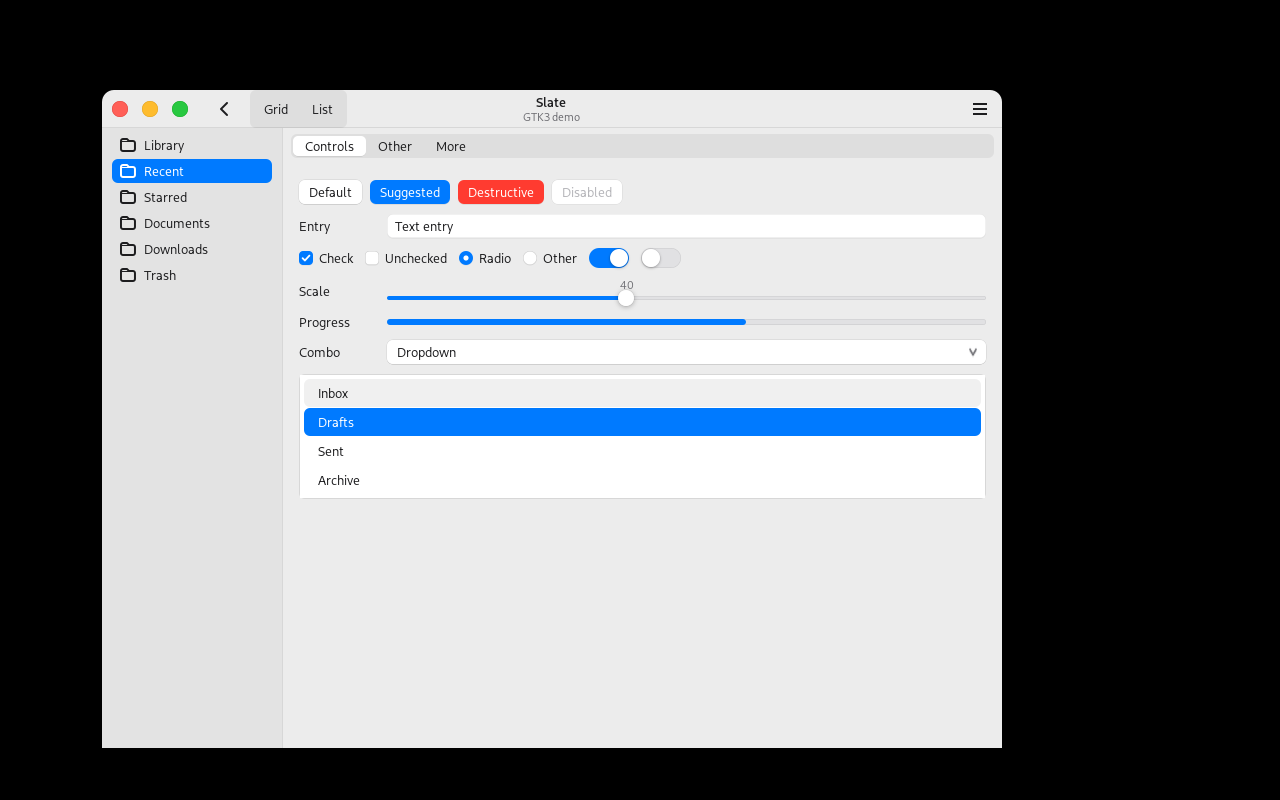 Grid List
Slate
GTK3 demo
Library
Recent
Starred
Documents
Downloads
Trash
Controls Other More
Default Suggested Destructive Disabled
Entry Text entry
Check Unchecked Radio Other
Scale 40
Progress
Combo Dropdown
Inbox
Drafts
Sent
Archive